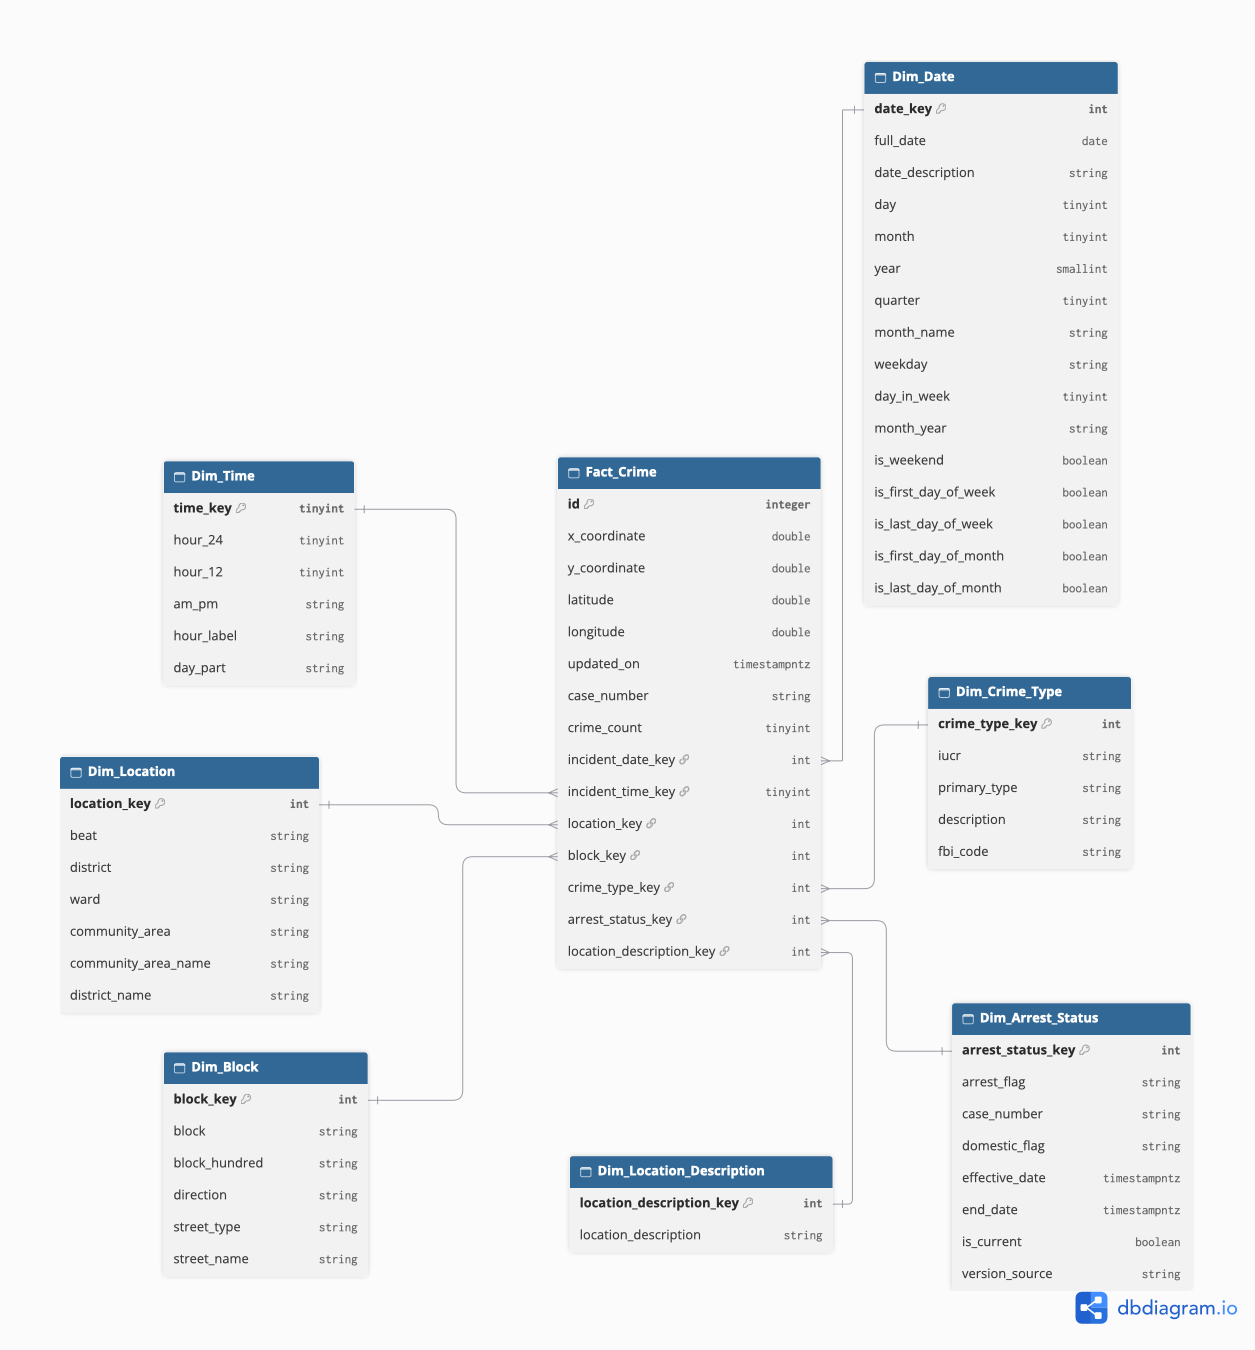 Dim_Date
date_key int
full_date date
date_description string
day tinyint
month tinyint
year smallint
quarter tinyint
month_name string
weekday string
day_in_week tinyint
month_year string
is_weekend boolean
is_first_day_of_week boolean
is_last_day_of_week boolean
is_first_day_of_month boolean
is_last_day_of_month boolean
Dim_Time
time_key tinyint
hour_24 tinyint
hour_12 tinyint
am_pm string
hour_label string
day_part string
Fact_Crime
id integer
x_coordinate double
y_coordinate double
latitude double
longitude double
updated_on timestampntz
case_number string
crime_count tinyint
incident_date_key int
incident_time_key tinyint
location_key int
block_key int
crime_type_key int
arrest_status_key int
location_description_key int
Dim_Crime_Type
crime_type_key int
iucr string
primary_type string
description string
fbi_code string
Dim_Location
location_key int
beat string
district string
ward string
community_area string
community_area_name string
district_name string
Dim_Arrest_Status
arrest_status_key int
arrest_flag string
case_number string
domestic_flag string
effective_date timestampntz
end_date timestampntz
is_current boolean
version_source string
Dim_Block
block_key int
block string
block_hundred string
direction string
street_type string
street_name string
Dim_Location_Description
location_description_key int
location_description string
dbdiagram.io